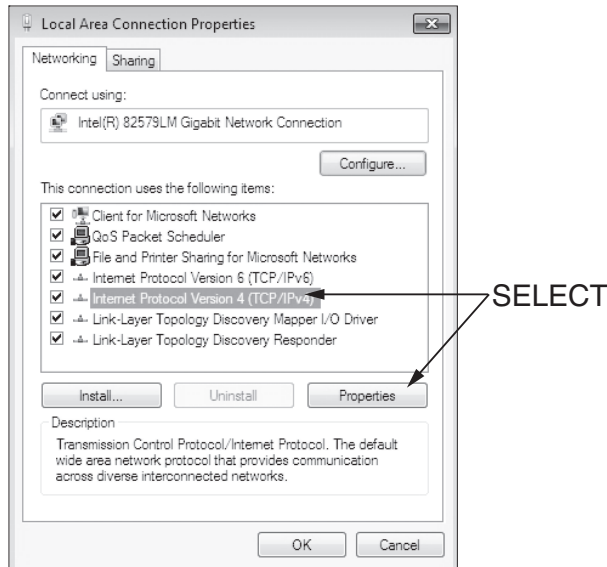 Local Area Connection Properties
Networking
Sharing
Connect using:
Intel(R) 82579LM Gigabit Network Connection
Configure...
This connection uses the following items:
Client for Microsoft Networks
QoS Packet Scheduler
File and Printer Sharing for Microsoft Networks
Internet Protocol Version 6 (TCP/IPv6)
Internet Protocol Version 4 (TCP/IPv4)
SELECT
Link-Layer Topology Discovery Mapper I/O Driver
Link-Layer Topology Discovery Responder
Install...
Uninstall
Properties
Description
Transmission Control Protocol/Internet Protocol. The default
wide area network protocol that provides communication
across diverse interconnected networks.
OK
Cancel